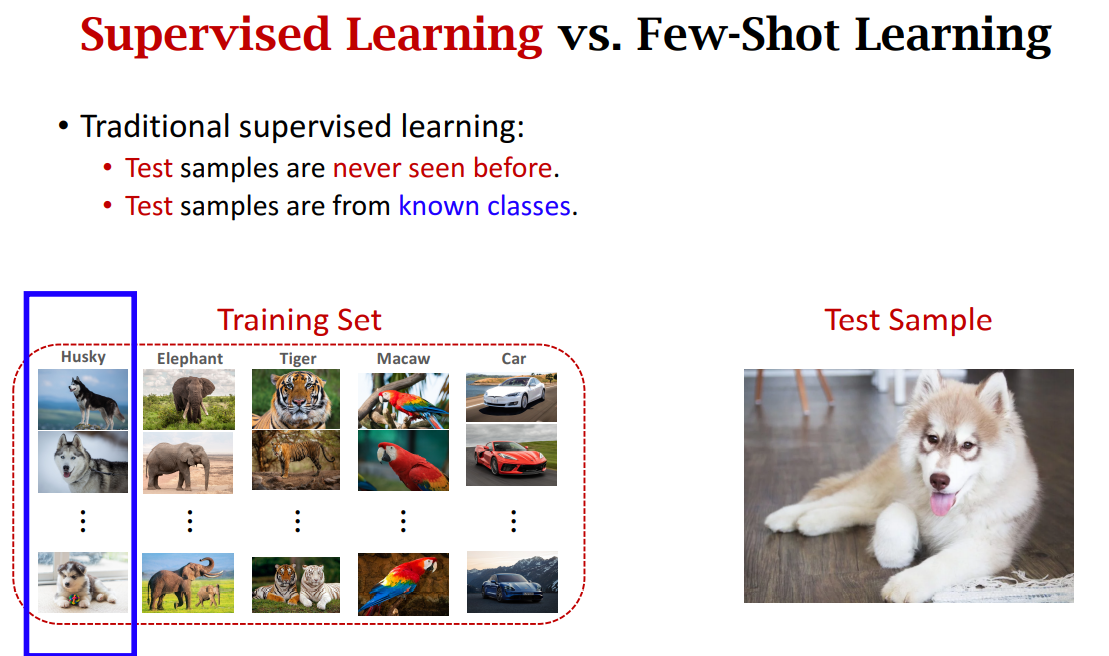 Supervised Learning vs. Few-Shot Learning
• Traditional supervised learning:
• Test samples are never seen before.
• Test samples are from known classes.
Training Set
Test Sample
Husky Elephant Tiger Macaw Car